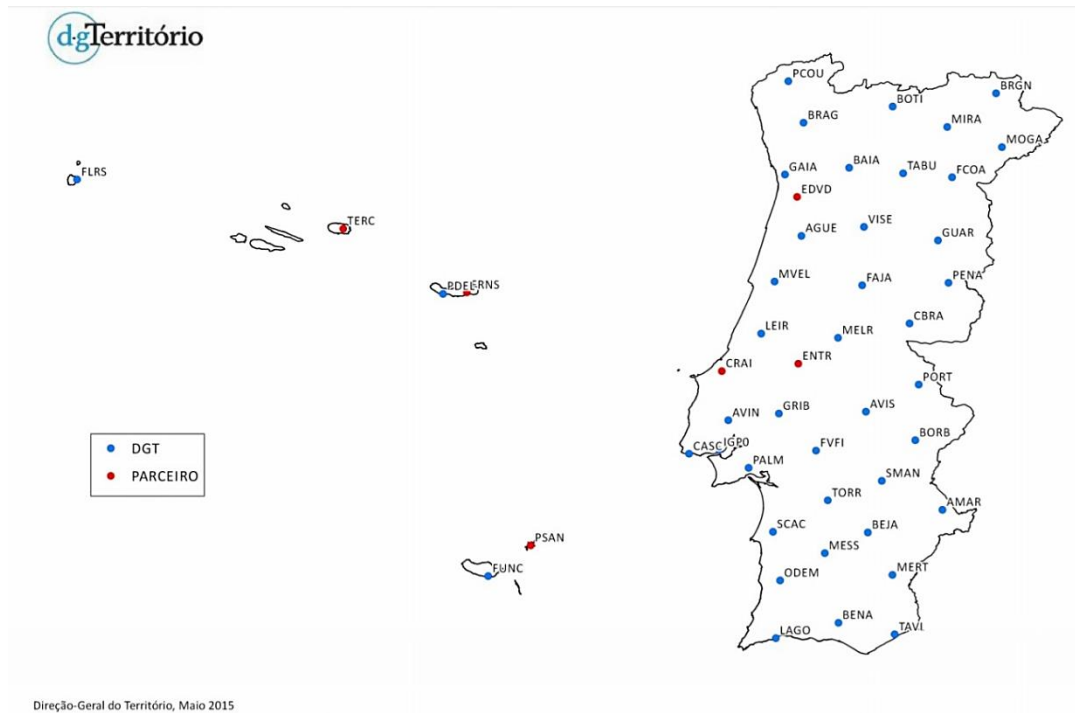 d·gTerritório
PCOU
BRGN
BOTI
BRAG
MIRA
MOGA
FLRS
GAIA
BAIA
TABU
FCOA
EDVD
TERC
AGUE
VISE
GUAR
PDEL
FRNS
MVEL
FAJA
PENA
LEIR
MELR
CBRA
CRAI
ENTR
PORT
AVIN
GRIB
AVIS
DGT
CASC
IGP0
FVFI
BORB
PALM
PARCEIRO
SMAN
TORR
AMAR
PSAN
SCAC
BEJA
MESS
FUNC
ODEM
MERT
BENA
LAGO
TAVI
Direção-Geral do Território, Maio 2015